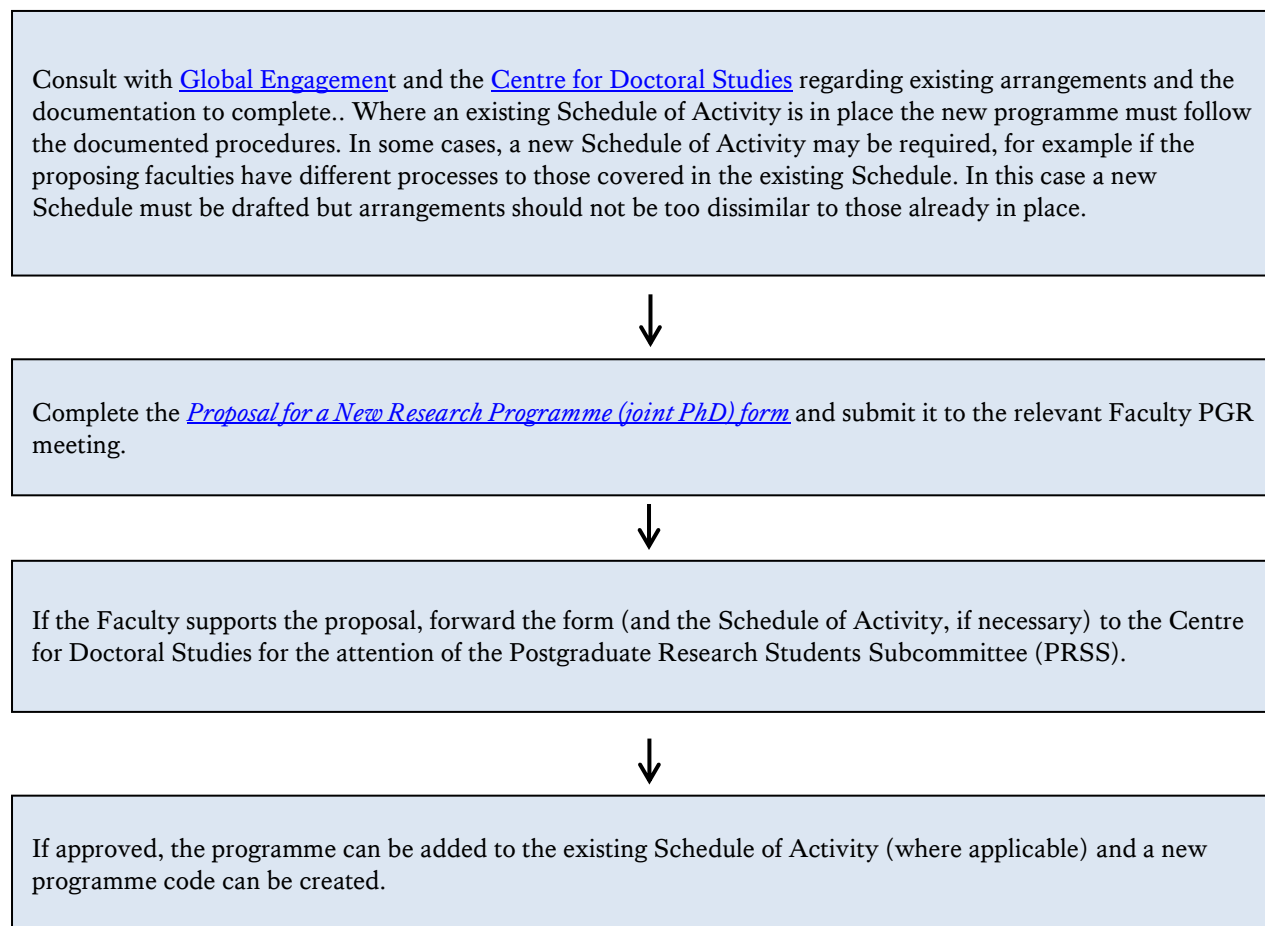 Consult with Global Engagement and the Centre for Doctoral Studies regarding existing arrangements and the
documentation to complete.. Where an existing Schedule of Activity is in place the new programme must follow
the documented procedures. In some cases, a new Schedule of Activity may be required, for example if the
proposing faculties have different processes to those covered in the existing Schedule. In this case a new
Schedule must be drafted but arrangements should not be too dissimilar to those already in place.
Complete the Proposal for a New Research Programme (joint PhD) form and submit it to the relevant Faculty PGR
meeting.
If the Faculty supports the proposal, forward the form (and the Schedule of Activity, if necessary) to the Centre
for Doctoral Studies for the attention of the Postgraduate Research Students Subcommittee (PRSS).
If approved, the programme can be added to the existing Schedule of Activity (where applicable) and a new
programme code can be created.